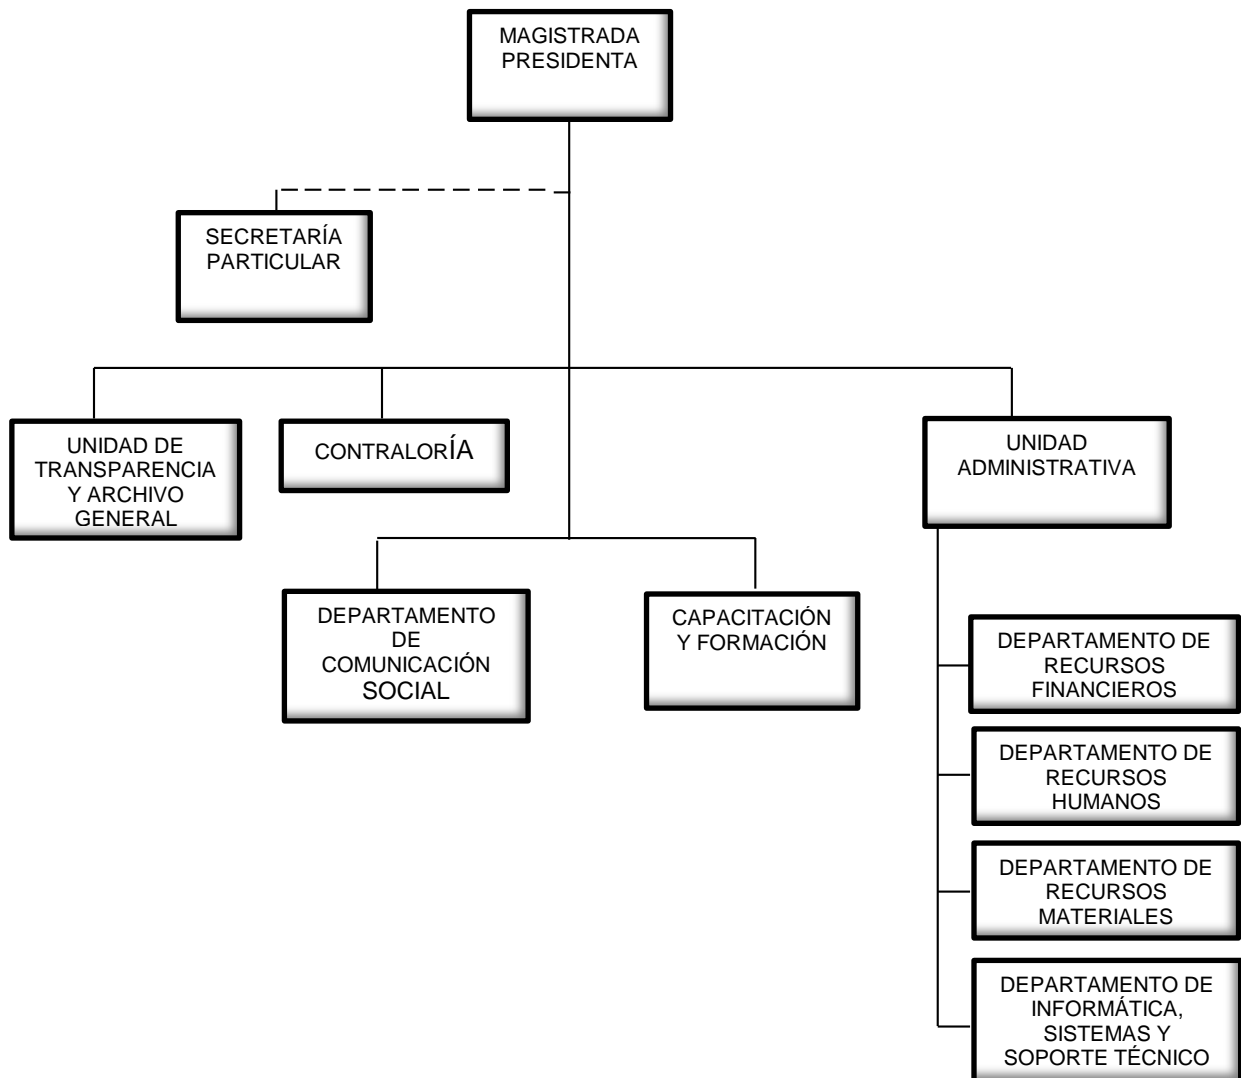 MAGISTRADA
PRESIDENTA
SECRETARÍA
PARTICULAR
UNIDAD DE
TRANSPARENCIA
Y ARCHIVO
GENERAL
CONTRALORÍA
UNIDAD
ADMINISTRATIVA
DEPARTAMENTO
DE
COMUNICACIÓN
SOCIAL
CAPACITACIÓN
Y FORMACIÓN
DEPARTAMENTO DE
RECURSOS
FINANCIEROS
DEPARTAMENTO DE
RECURSOS
HUMANOS
DEPARTAMENTO DE
RECURSOS
MATERIALES
DEPARTAMENTO DE
INFORMÁTICA,
SISTEMAS Y
SOPORTE TÉCNICO